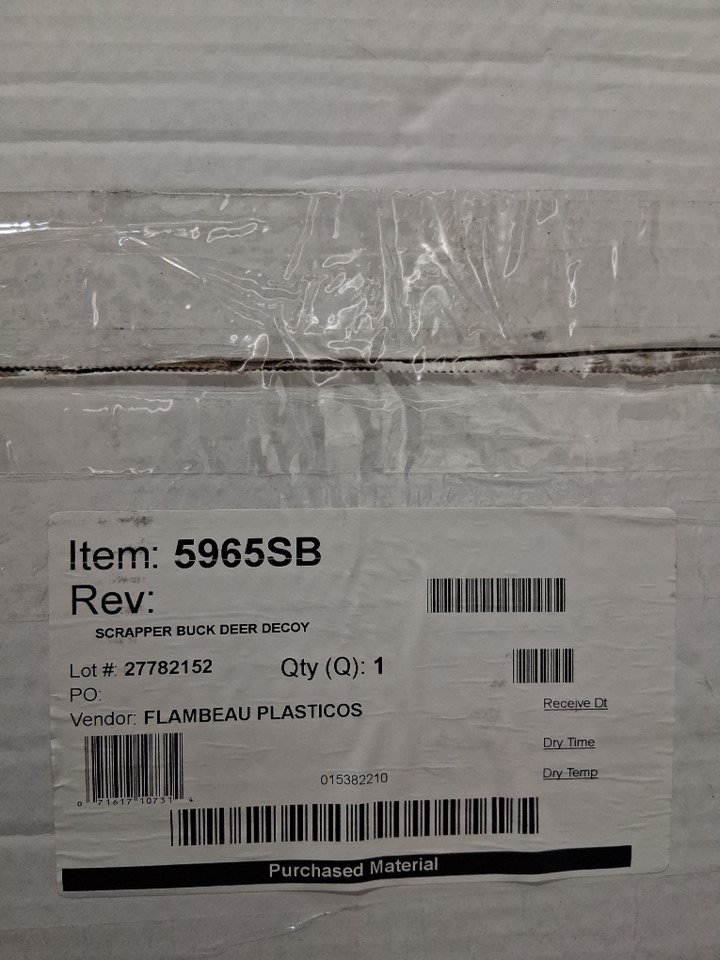 Item: 5965SB
Rev:
SCRAPPER BUCK DEER DECOY
Lot #: 27782152 Qty (Q): 1
PO:
Vendor: FLAMBEAU PLASTICOS
Receive Dt
Dry Time
Dry Temp
015382210
0 71617 10731 4
Purchased Material